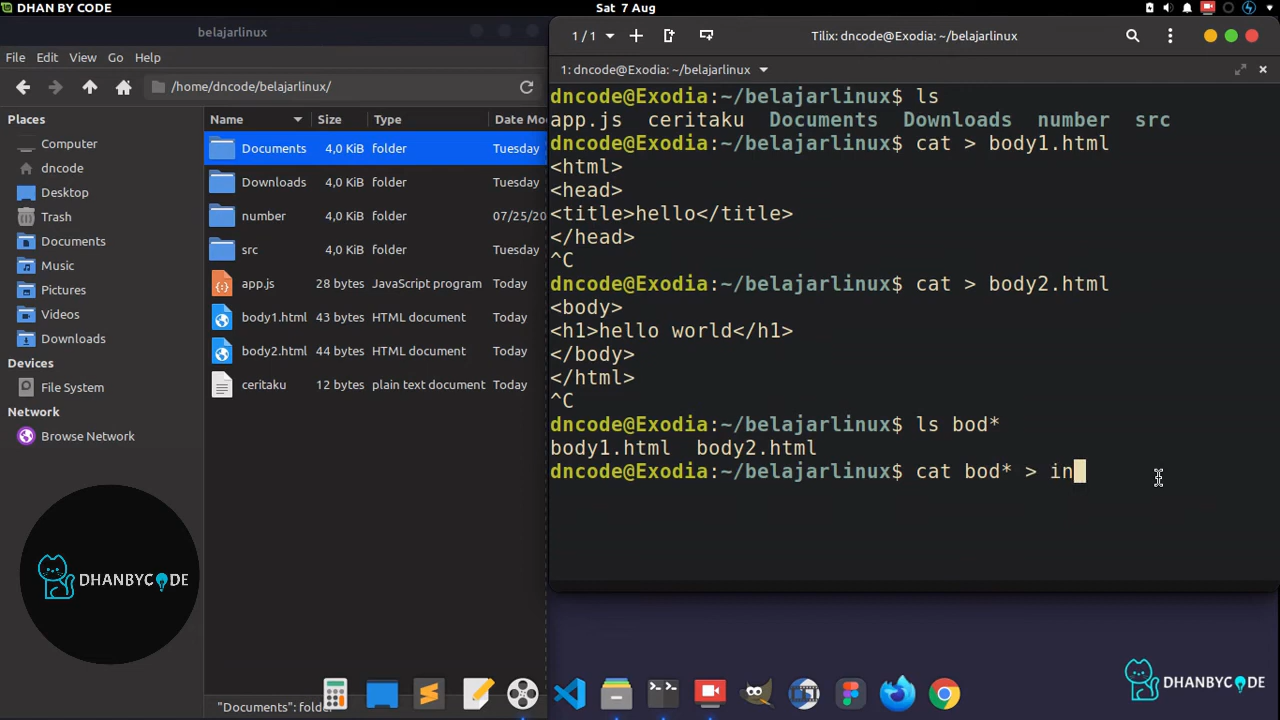 DHAN BY CODE
Sat 7 Aug
belajarlinux
File Edit View Go Help
/home/dncode/belajarlinux/
Places
Computer
dncode
Desktop
Trash
Documents
Music
Pictures
Videos
Downloads
Devices
File System
Network
Browse Network
DHANBYCODE
Name Size Type Date Mod
Documents 4,0 KiB folder Tuesday
Downloads 4,0 KiB folder Tuesday
number 4,0 KiB folder 07/25/20
src 4,0 KiB folder Tuesday
app.js 28 bytes JavaScript program Today
body1.html 43 bytes HTML document Today
body2.html 44 bytes HTML document Today
ceritaku 12 bytes plain text document Today
"Documents": folder
1 / 1
Tilix: dncode@Exodia: ~/belajarlinux
1: dncode@Exodia: ~/belajarlinux
dncode@Exodia:~/belajarlinux$ ls
app.js ceritaku Documents Downloads number src
dncode@Exodia:~/belajarlinux$ cat > body1.html
<html>
<head>
<title>hello</title>
</head>
^C
dncode@Exodia:~/belajarlinux$ cat > body2.html
<body>
<h1>hello world</h1>
</body>
</html>
^C
dncode@Exodia:~/belajarlinux$ ls bod*
body1.html body2.html
dncode@Exodia:~/belajarlinux$ cat bod* > in
DHANBYCODE